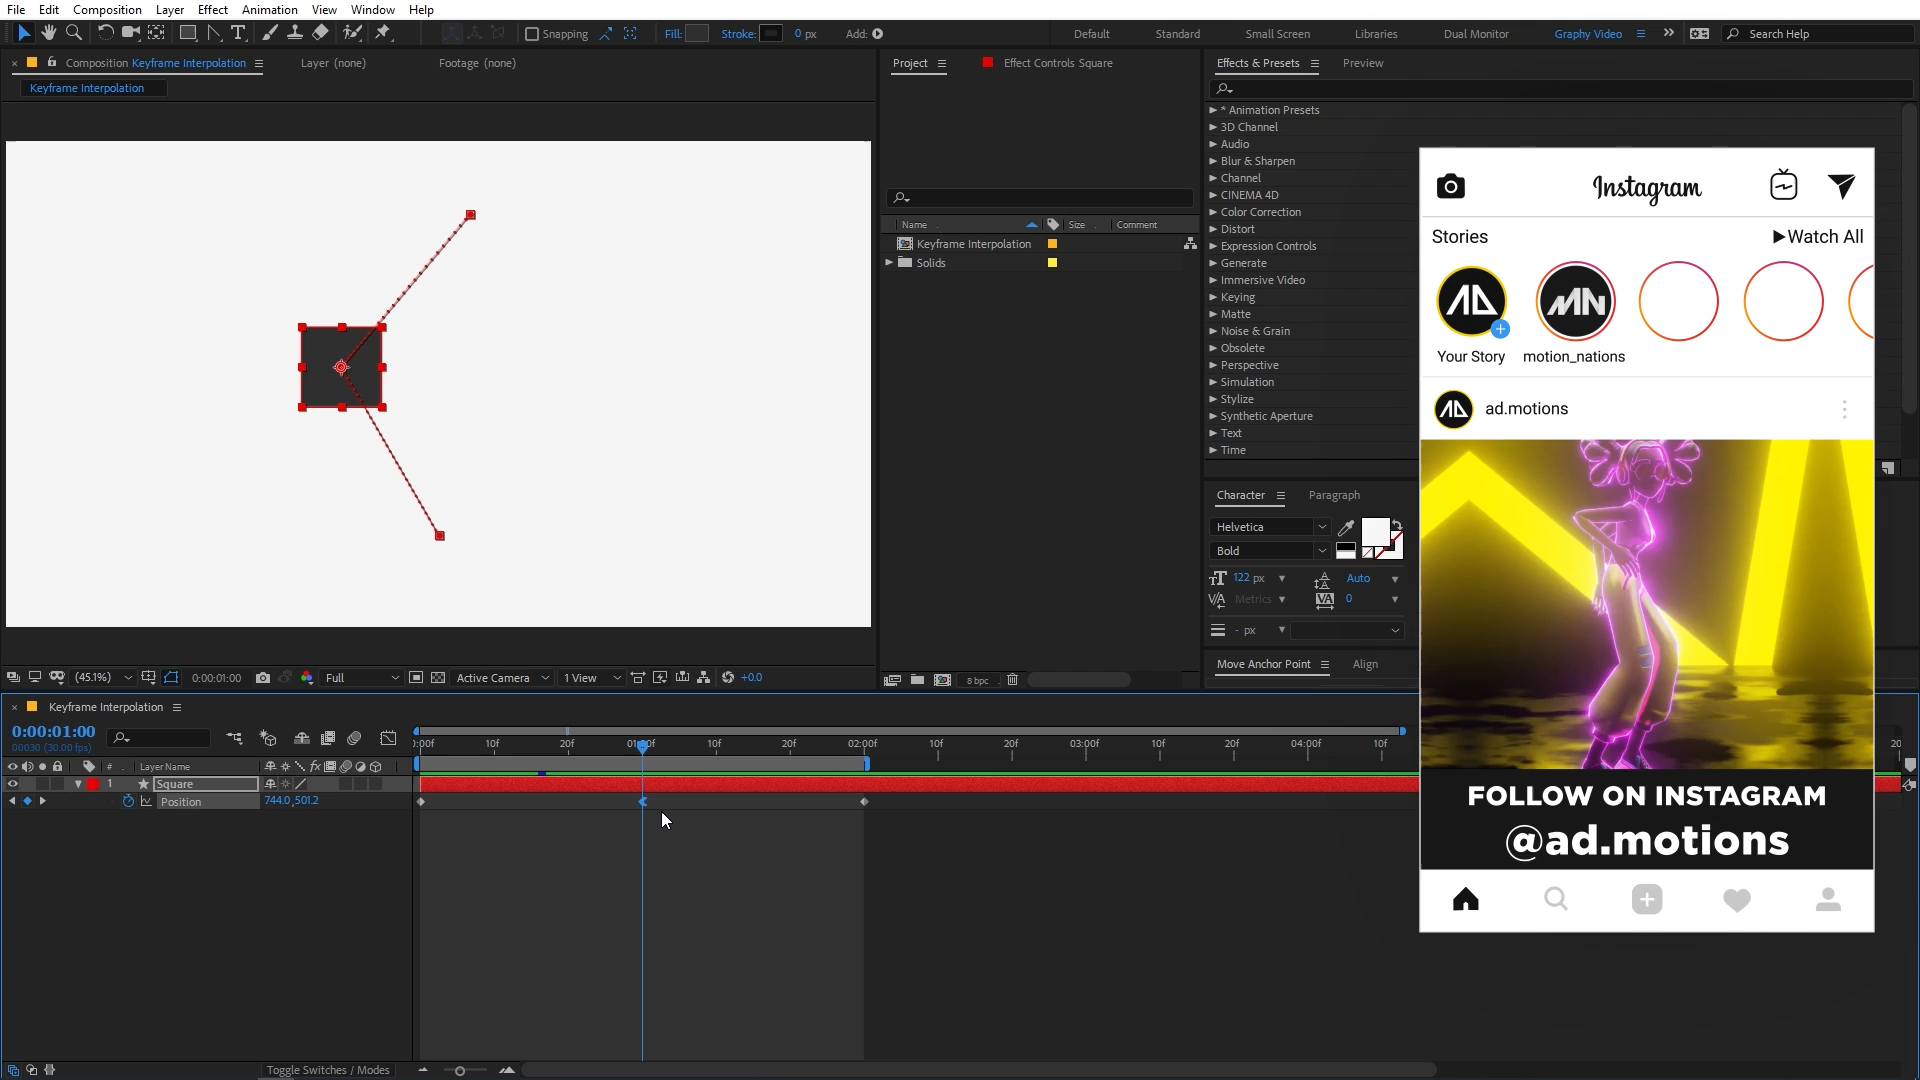 File Edit Composition Layer Effect Animation View Window Help
Snapping Fill: Stroke: 0 px Add: Default Standard Small Screen Libraries Dual Monitor Graphy Video Search Help
Composition Keyframe Interpolation Layer (none) Footage (none)
Keyframe Interpolation
Project Effect Controls Square
Name Size Comment
Keyframe Interpolation
Solids
Effects & Presets Preview
* Animation Presets
3D Channel
Audio
Blur & Sharpen
Channel
CINEMA 4D
Color Correction
Distort
Expression Controls
Generate
Immersive Video
Keying
Matte
Noise & Grain
Obsolete
Perspective
Simulation
Stylize
Synthetic Aperture
Text
Time
Character Paragraph
Helvetica
Bold
122 px Auto
Metrics 0
- px
Move Anchor Point Align
(45.1%) 0:00:01:00 Full Active Camera 1 View +0.0
8 bpc
Keyframe Interpolation
0:00:01:00
00030 (30.00 fps)
):00f 10f 20f 01:00f 10f 20f 02:00f 10f 20f 03:00f 10f 20f 04:00f 10f 20
# Layer Name
1 Square
Position 744.0,501.2
Toggle Switches / Modes
Instagram
Stories Watch All
Your Story motion_nations
ad.motions
FOLLOW ON INSTAGRAM
@ad.motions